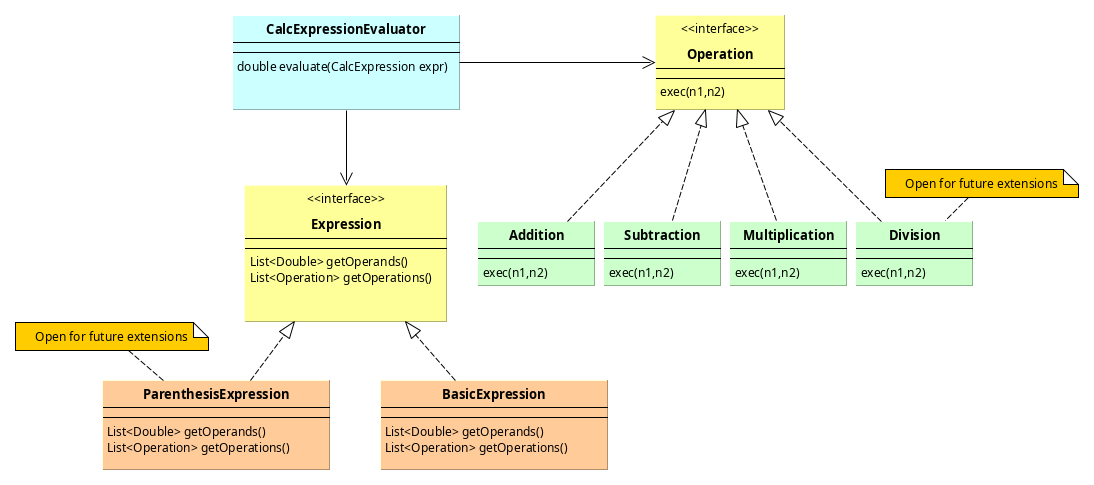 CalcExpressionEvaluator
double evaluate(CalcExpression expr)
<<interface>>
Operation
exec(n1,n2)
Open for future extensions
<<interface>>
Expression
List<Double> getOperands()
List<Operation> getOperations()
Addition
exec(n1,n2)
Subtraction
exec(n1,n2)
Multiplication
exec(n1,n2)
Division
exec(n1,n2)
Open for future extensions
ParenthesisExpression
List<Double> getOperands()
List<Operation> getOperations()
BasicExpression
List<Double> getOperands()
List<Operation> getOperations()